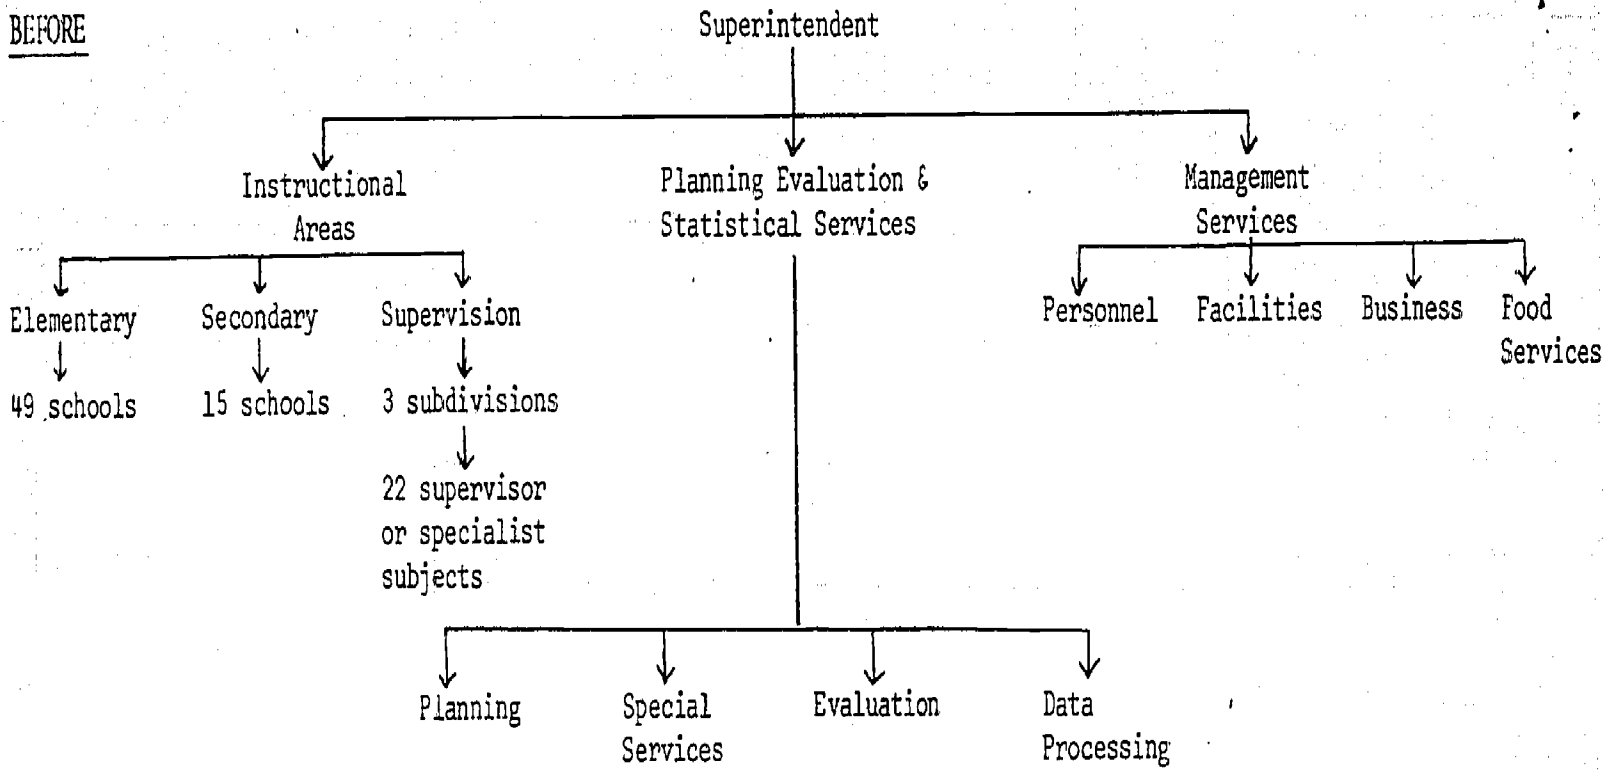 BEFORE
Superintendent
Instructional
Areas
Planning Evaluation &
Statistical Services
Management
Services
Elementary
Secondary
Supervision
Personnel
Facilities
Business
Food
Services
49 schools
15 schools
3 subdivisions
22 supervisor
or specialist
subjects
Planning
Special
Services
Evaluation
Data
Processing